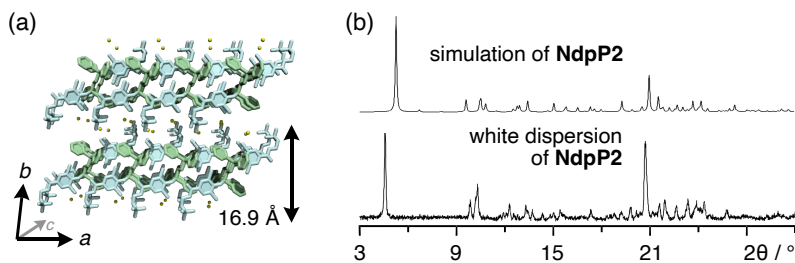 (a)
b
c
a
16.9 Å
(b)
simulation of NdpP2
white dispersion
of NdpP2
3 9 15 21 2θ / °